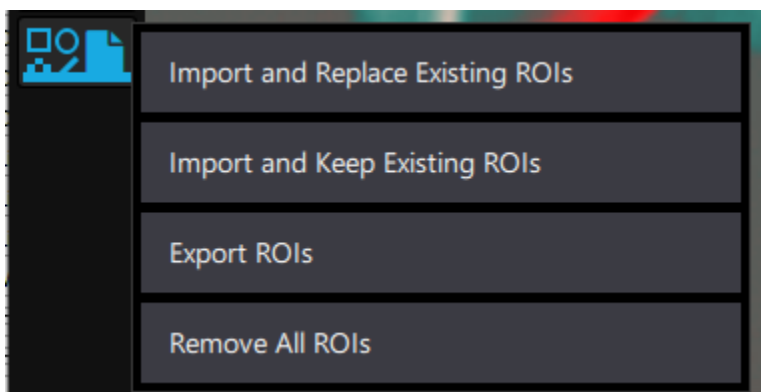 Import and Replace Existing ROIs
Import and Keep Existing ROIs
Export ROIs
Remove All ROIs